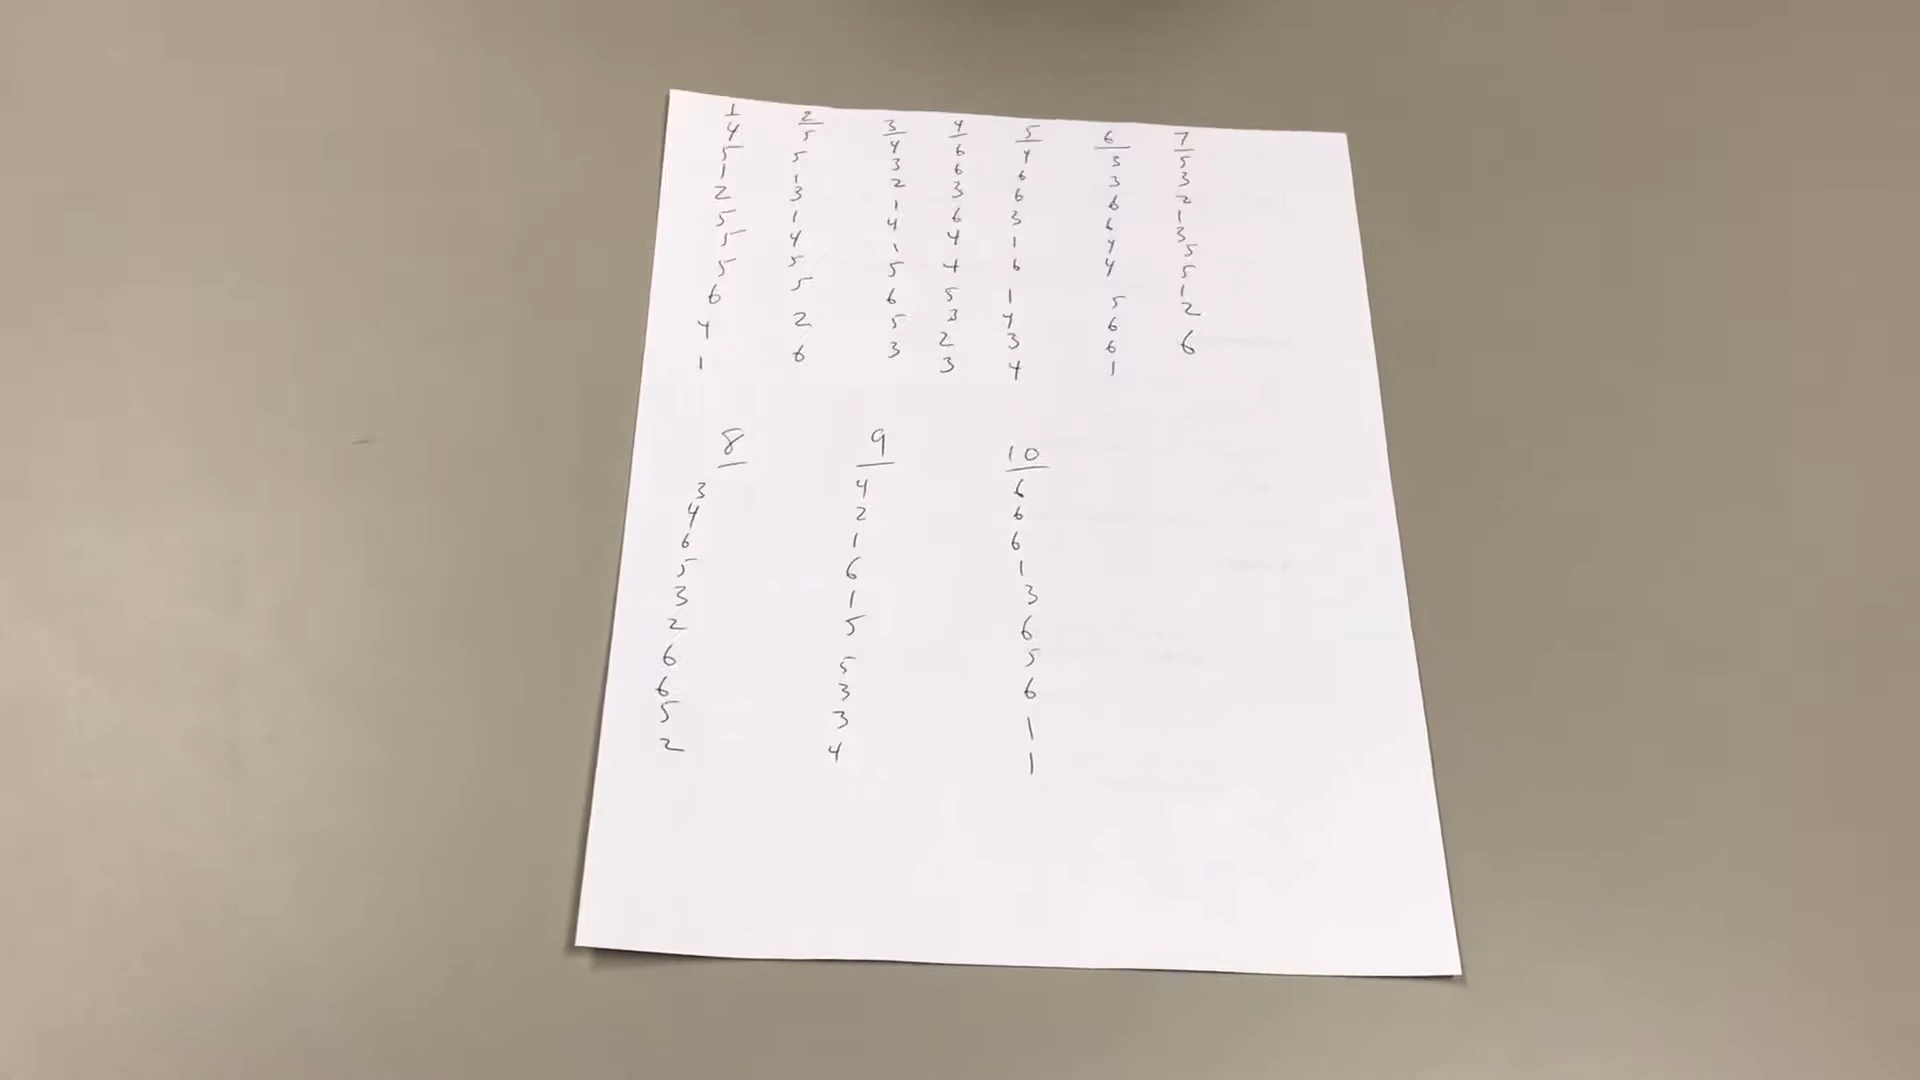 1 2 3 4 5 6 7
4 5 4 6 4 3 5
5 5 3 6 6 3 3
1 1 2 3 6 6 2
2 3 1 6 3 6 1
5 1 4 4 1 4 3
5 4 1 4 6 4 5
5 5 5 5 1 5 5
6 5 6 3 4 6 1
4 2 5 2 3 6 2
1 6 3 3 4 1 6
8 9 10
3 4 6
4 2 6
6 1 6
5 6 1
3 1 3
2 5 6
6 5 5
6 3 6
5 3 1
2 4 1